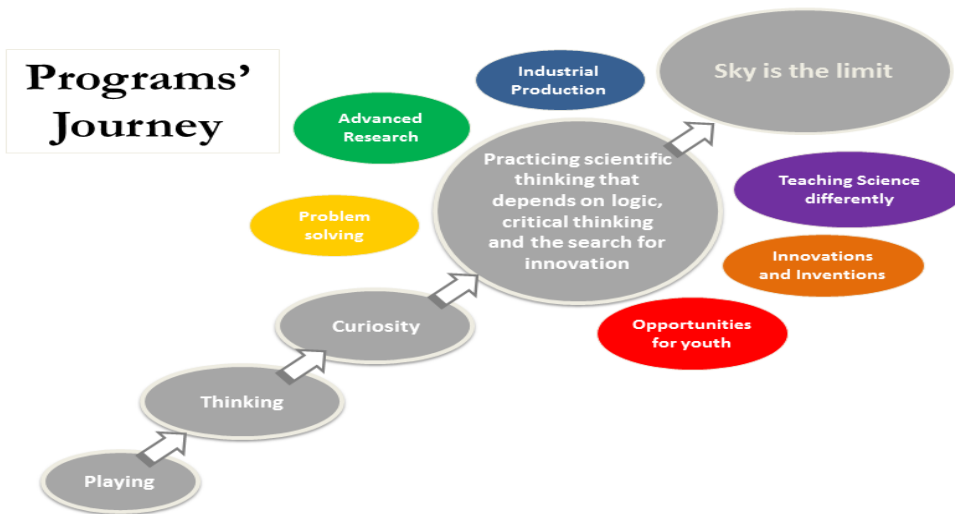 Programs’
Journey
Sky is the limit
Industrial
Production
Advanced
Research
Practicing scientific
thinking that
depends on logic,
critical thinking
and the search for
innovation
Teaching Science
differently
Problem
solving
Innovations
and Inventions
Opportunities
for youth
Curiosity
Thinking
Playing